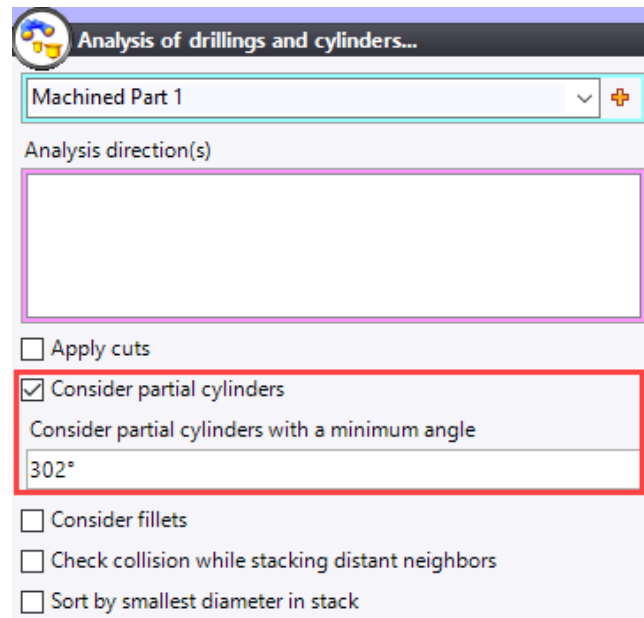 Analysis of drillings and cylinders...
Machined Part 1
Analysis direction(s)
Apply cuts
Consider partial cylinders
Consider partial cylinders with a minimum angle
302°
Consider fillets
Check collision while stacking distant neighbors
Sort by smallest diameter in stack